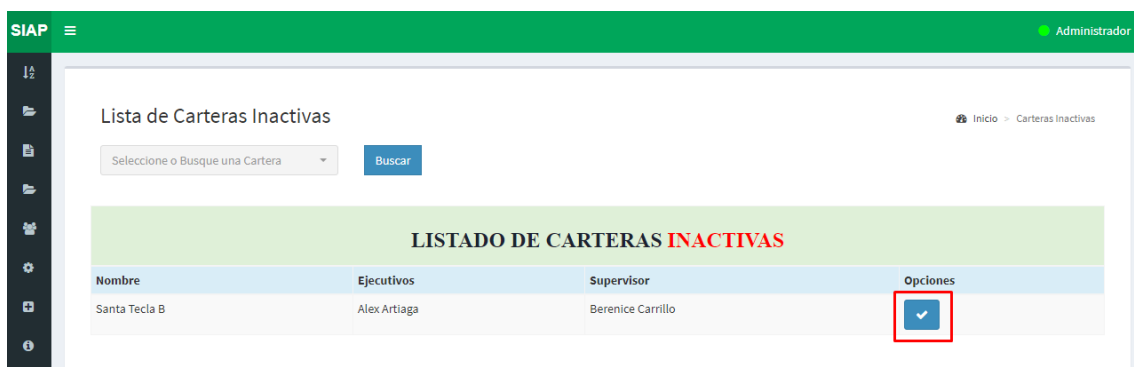 SIAP
Administrador
Lista de Carteras Inactivas
Inicio > Carteras Inactivas
Seleccione o Busque una Cartera
Buscar
LISTADO DE CARTERAS INACTIVAS
Nombre Ejecutivos Supervisor Opciones
Santa Tecla B Alex Artiaga Berenice Carrillo